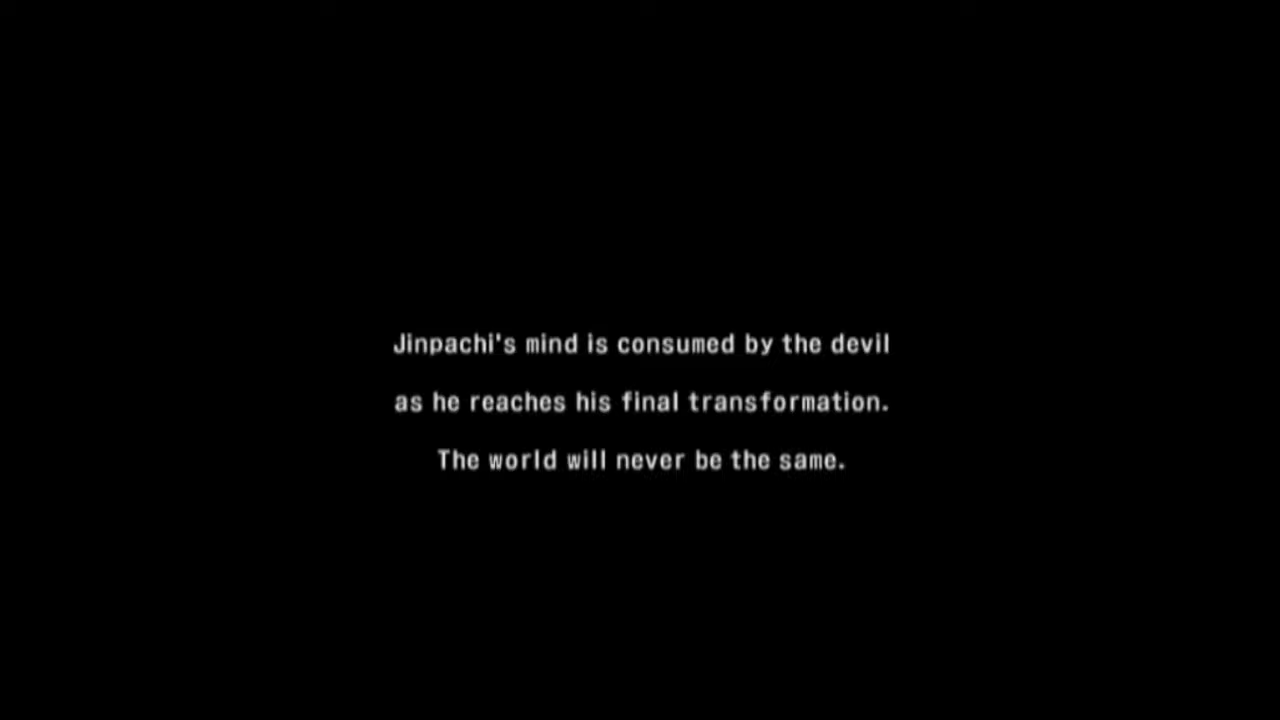 Jinpachi's mind is consumed by the devil
as he reaches his final transformation.
The world will never be the same.